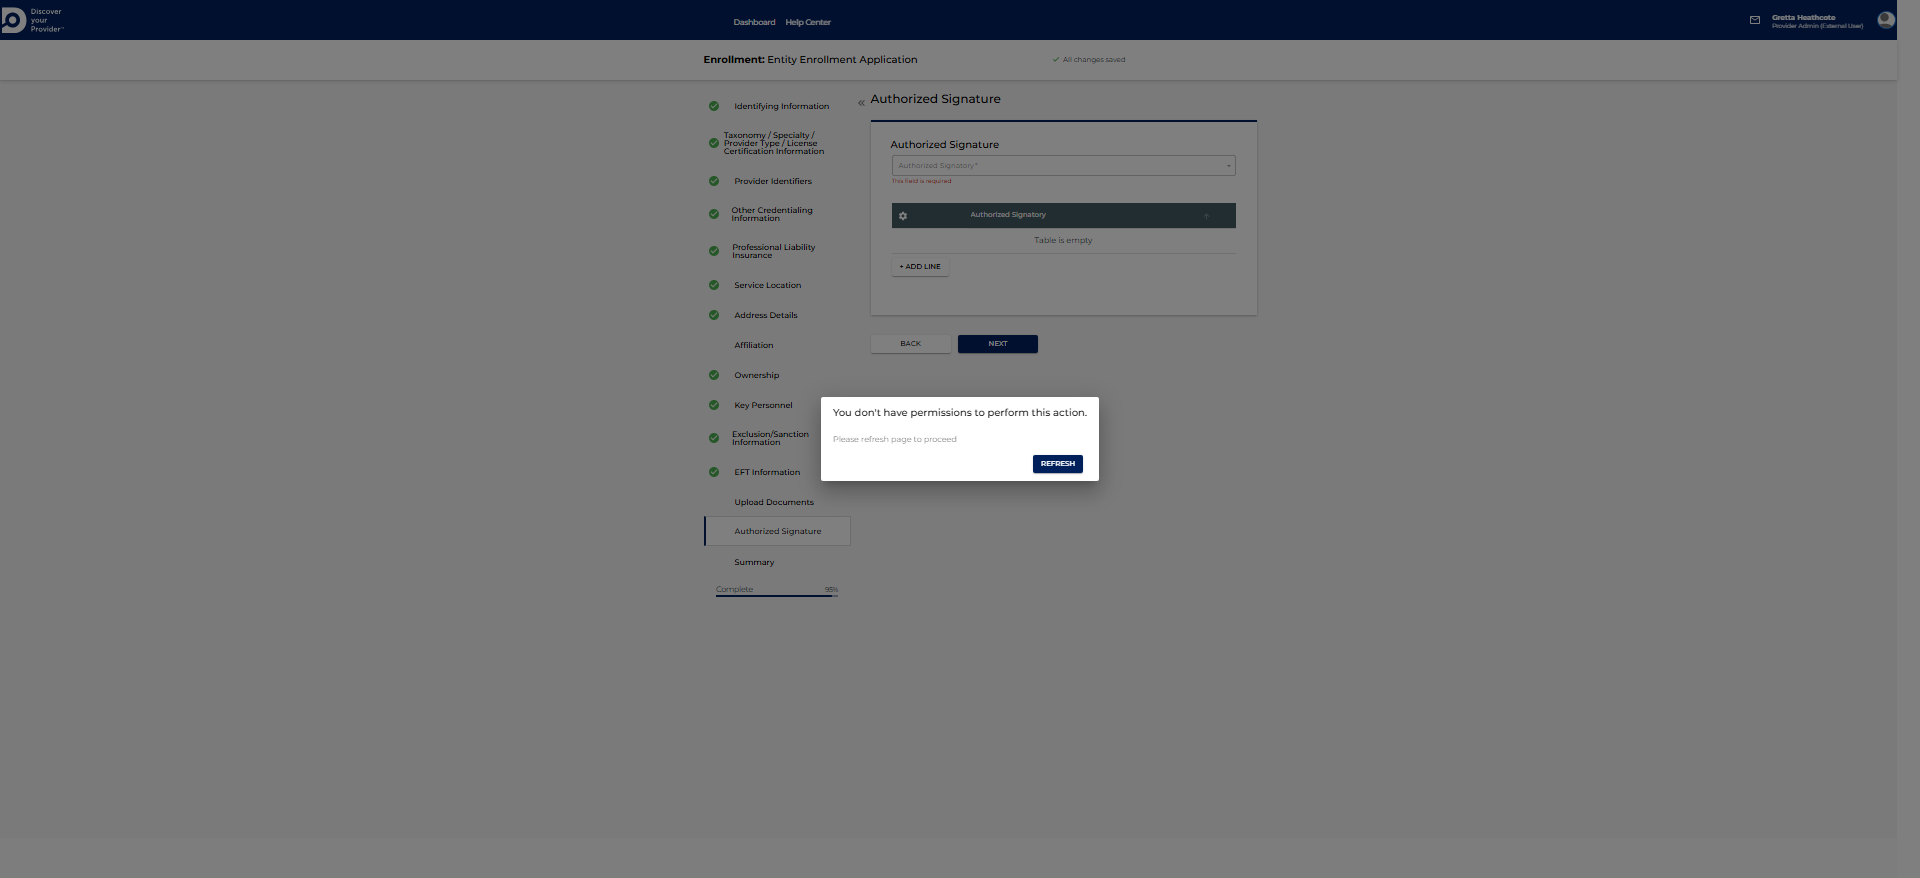 Discover
your
Provider™
Dashboard Help Center
Gretta Heathcote
Provider Admin (External User)
Enrollment: Entity Enrollment Application
All changes saved
Identifying Information
Taxonomy / Specialty /
Provider Type / License
Certification Information
Provider Identifiers
Other Credentialing
Information
Professional Liability
Insurance
Service Location
Address Details
Affiliation
Ownership
Key Personnel
Exclusion/Sanction
Information
EFT Information
Upload Documents
Authorized Signature
Summary
Complete 95%
Authorized Signature
Authorized Signature
Authorized Signatory*
This field is required
Authorized Signatory
Table is empty
+ ADD LINE
BACK NEXT
You don't have permissions to perform this action.
Please refresh page to proceed
REFRESH